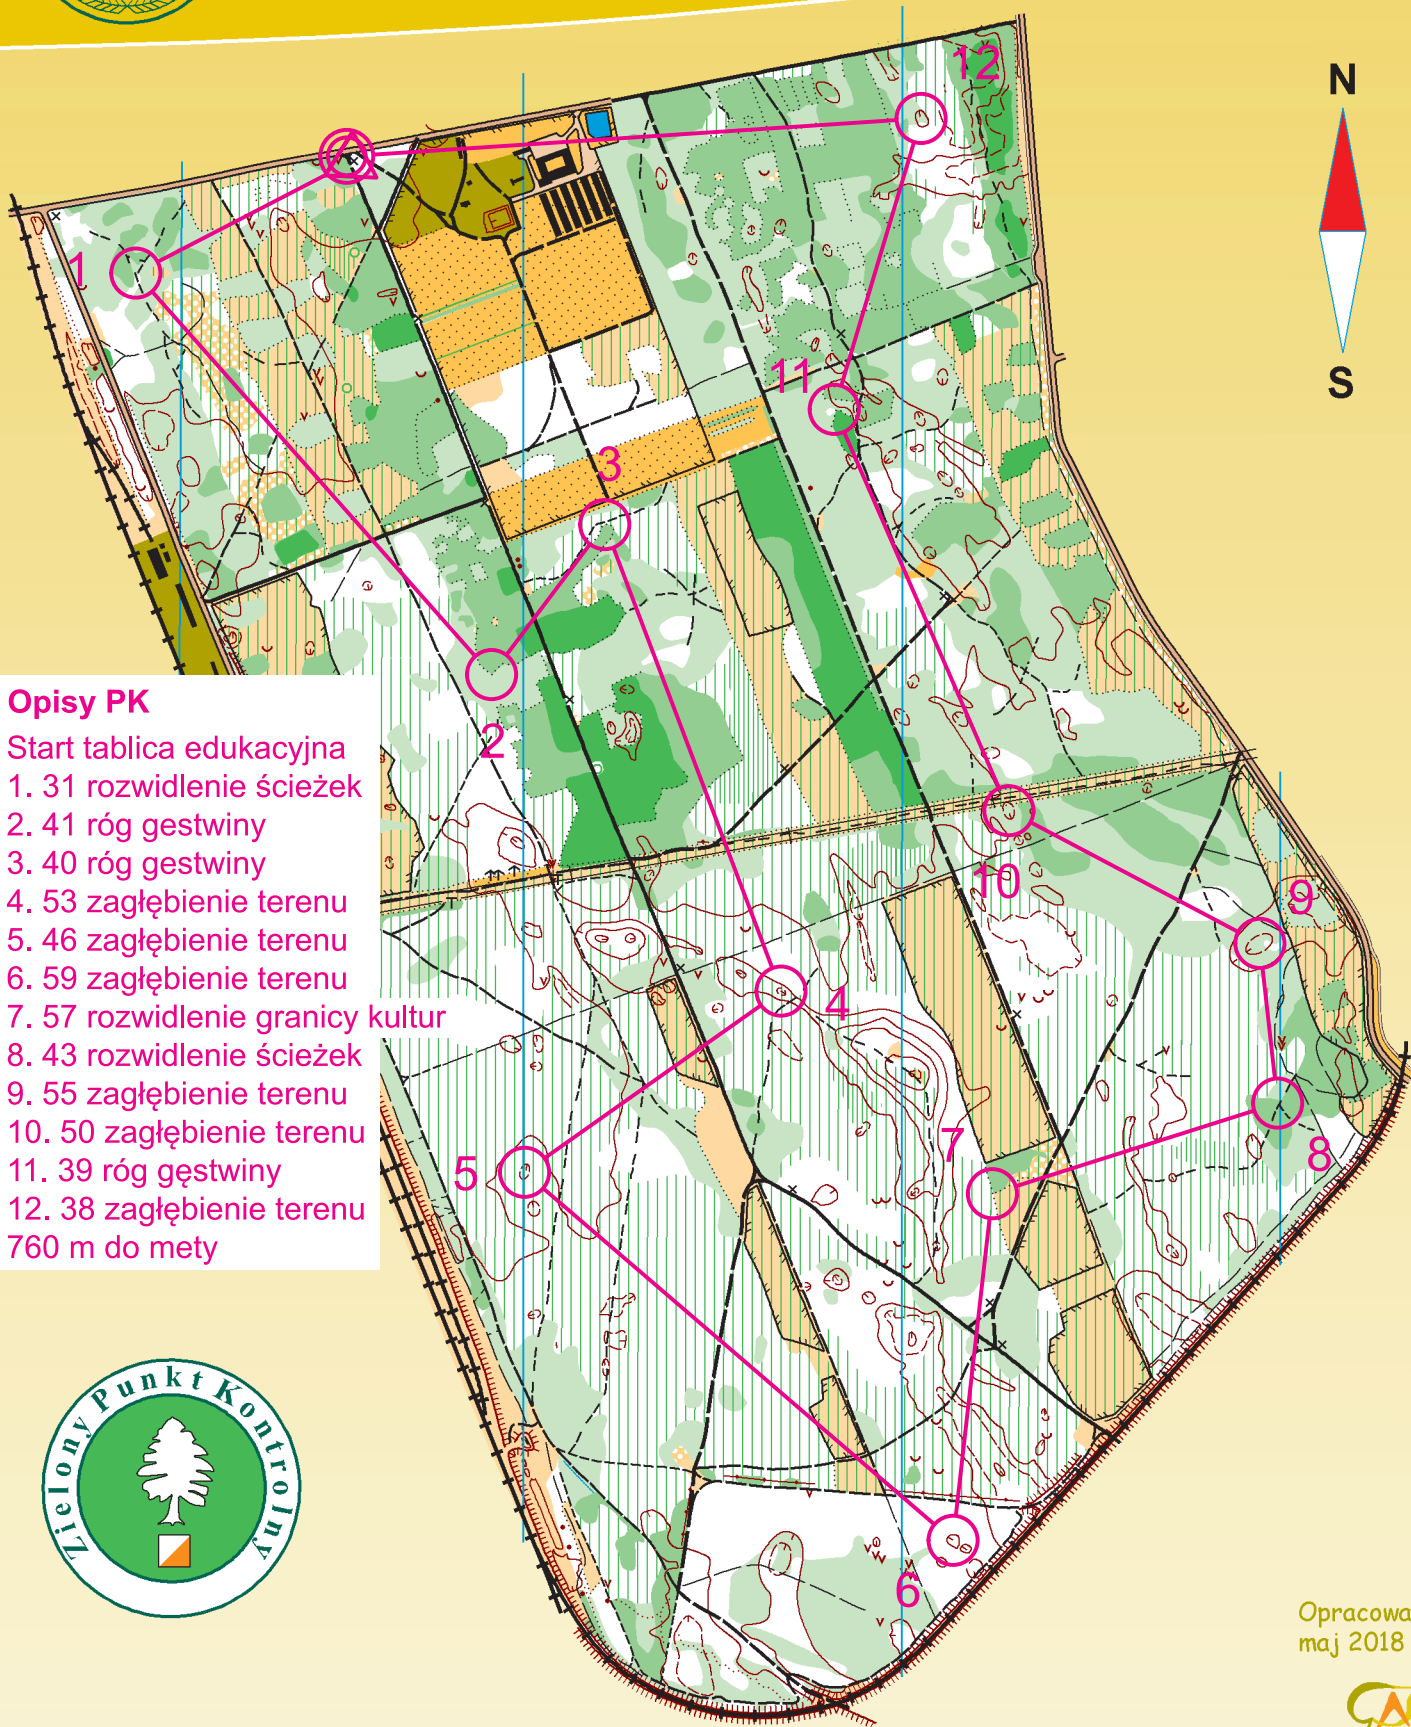 N
S
12
1
11
3
2
10
9
4
7
5
8
6
Opisy PK
Start tablica edukacyjna
1. 31 rozwidlenie ścieżek
2. 41 róg gestwiny
3. 40 róg gestwiny
4. 53 zagłębienie terenu
5. 46 zagłębienie terenu
6. 59 zagłębienie terenu
7. 57 rozwidlenie granicy kultur
8. 43 rozwidlenie ścieżek
9. 55 zagłębienie terenu
10. 50 zagłębienie terenu
11. 39 róg gęstwiny
12. 38 zagłębienie terenu
760 m do mety
Zielony Punkt Kontrolny
Opracowa
maj 2018